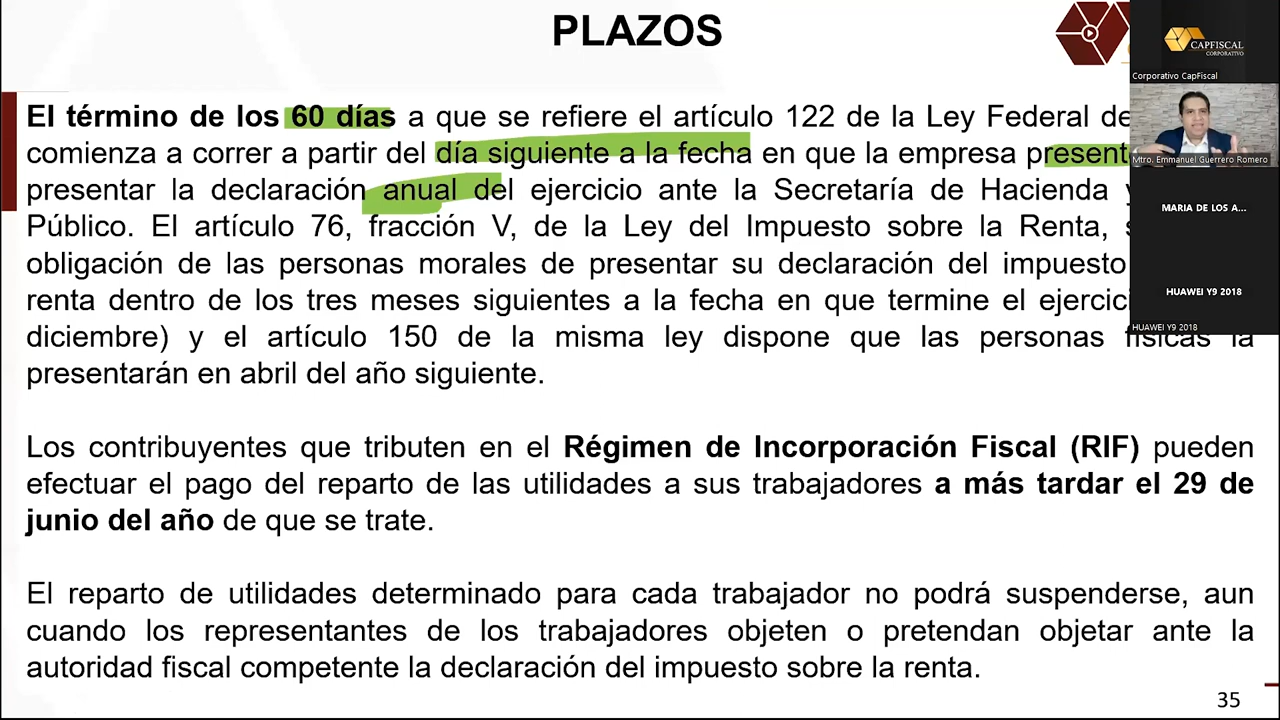 PLAZOS
CAPFISCAL
CORPORATIVO
Corporativo CapFiscal
El término de los 60 días a que se refiere el artículo 122 de la Ley Federal de
comienza a correr a partir del día siguiente a la fecha en que la empresa present
Mtro. Emmanuel Guerrero Romero
presentar la declaración anual del ejercicio ante la Secretaría de Hacienda y
MARIA DE LOS A...
Público. El artículo 76, fracción V, de la Ley del Impuesto sobre la Renta,
obligación de las personas morales de presentar su declaración del impuesto
HUAWEI Y9 2018
renta dentro de los tres meses siguientes a la fecha en que termine el ejercici
HUAWEI Y9 2018
diciembre) y el artículo 150 de la misma ley dispone que las personas físicas la
presentarán en abril del año siguiente.
Los contribuyentes que tributen en el Régimen de Incorporación Fiscal (RIF) pueden
efectuar el pago del reparto de las utilidades a sus trabajadores a más tardar el 29 de
junio del año de que se trate.
El reparto de utilidades determinado para cada trabajador no podrá suspenderse, aun
cuando los representantes de los trabajadores objeten o pretendan objetar ante la
autoridad fiscal competente la declaración del impuesto sobre la renta.
35